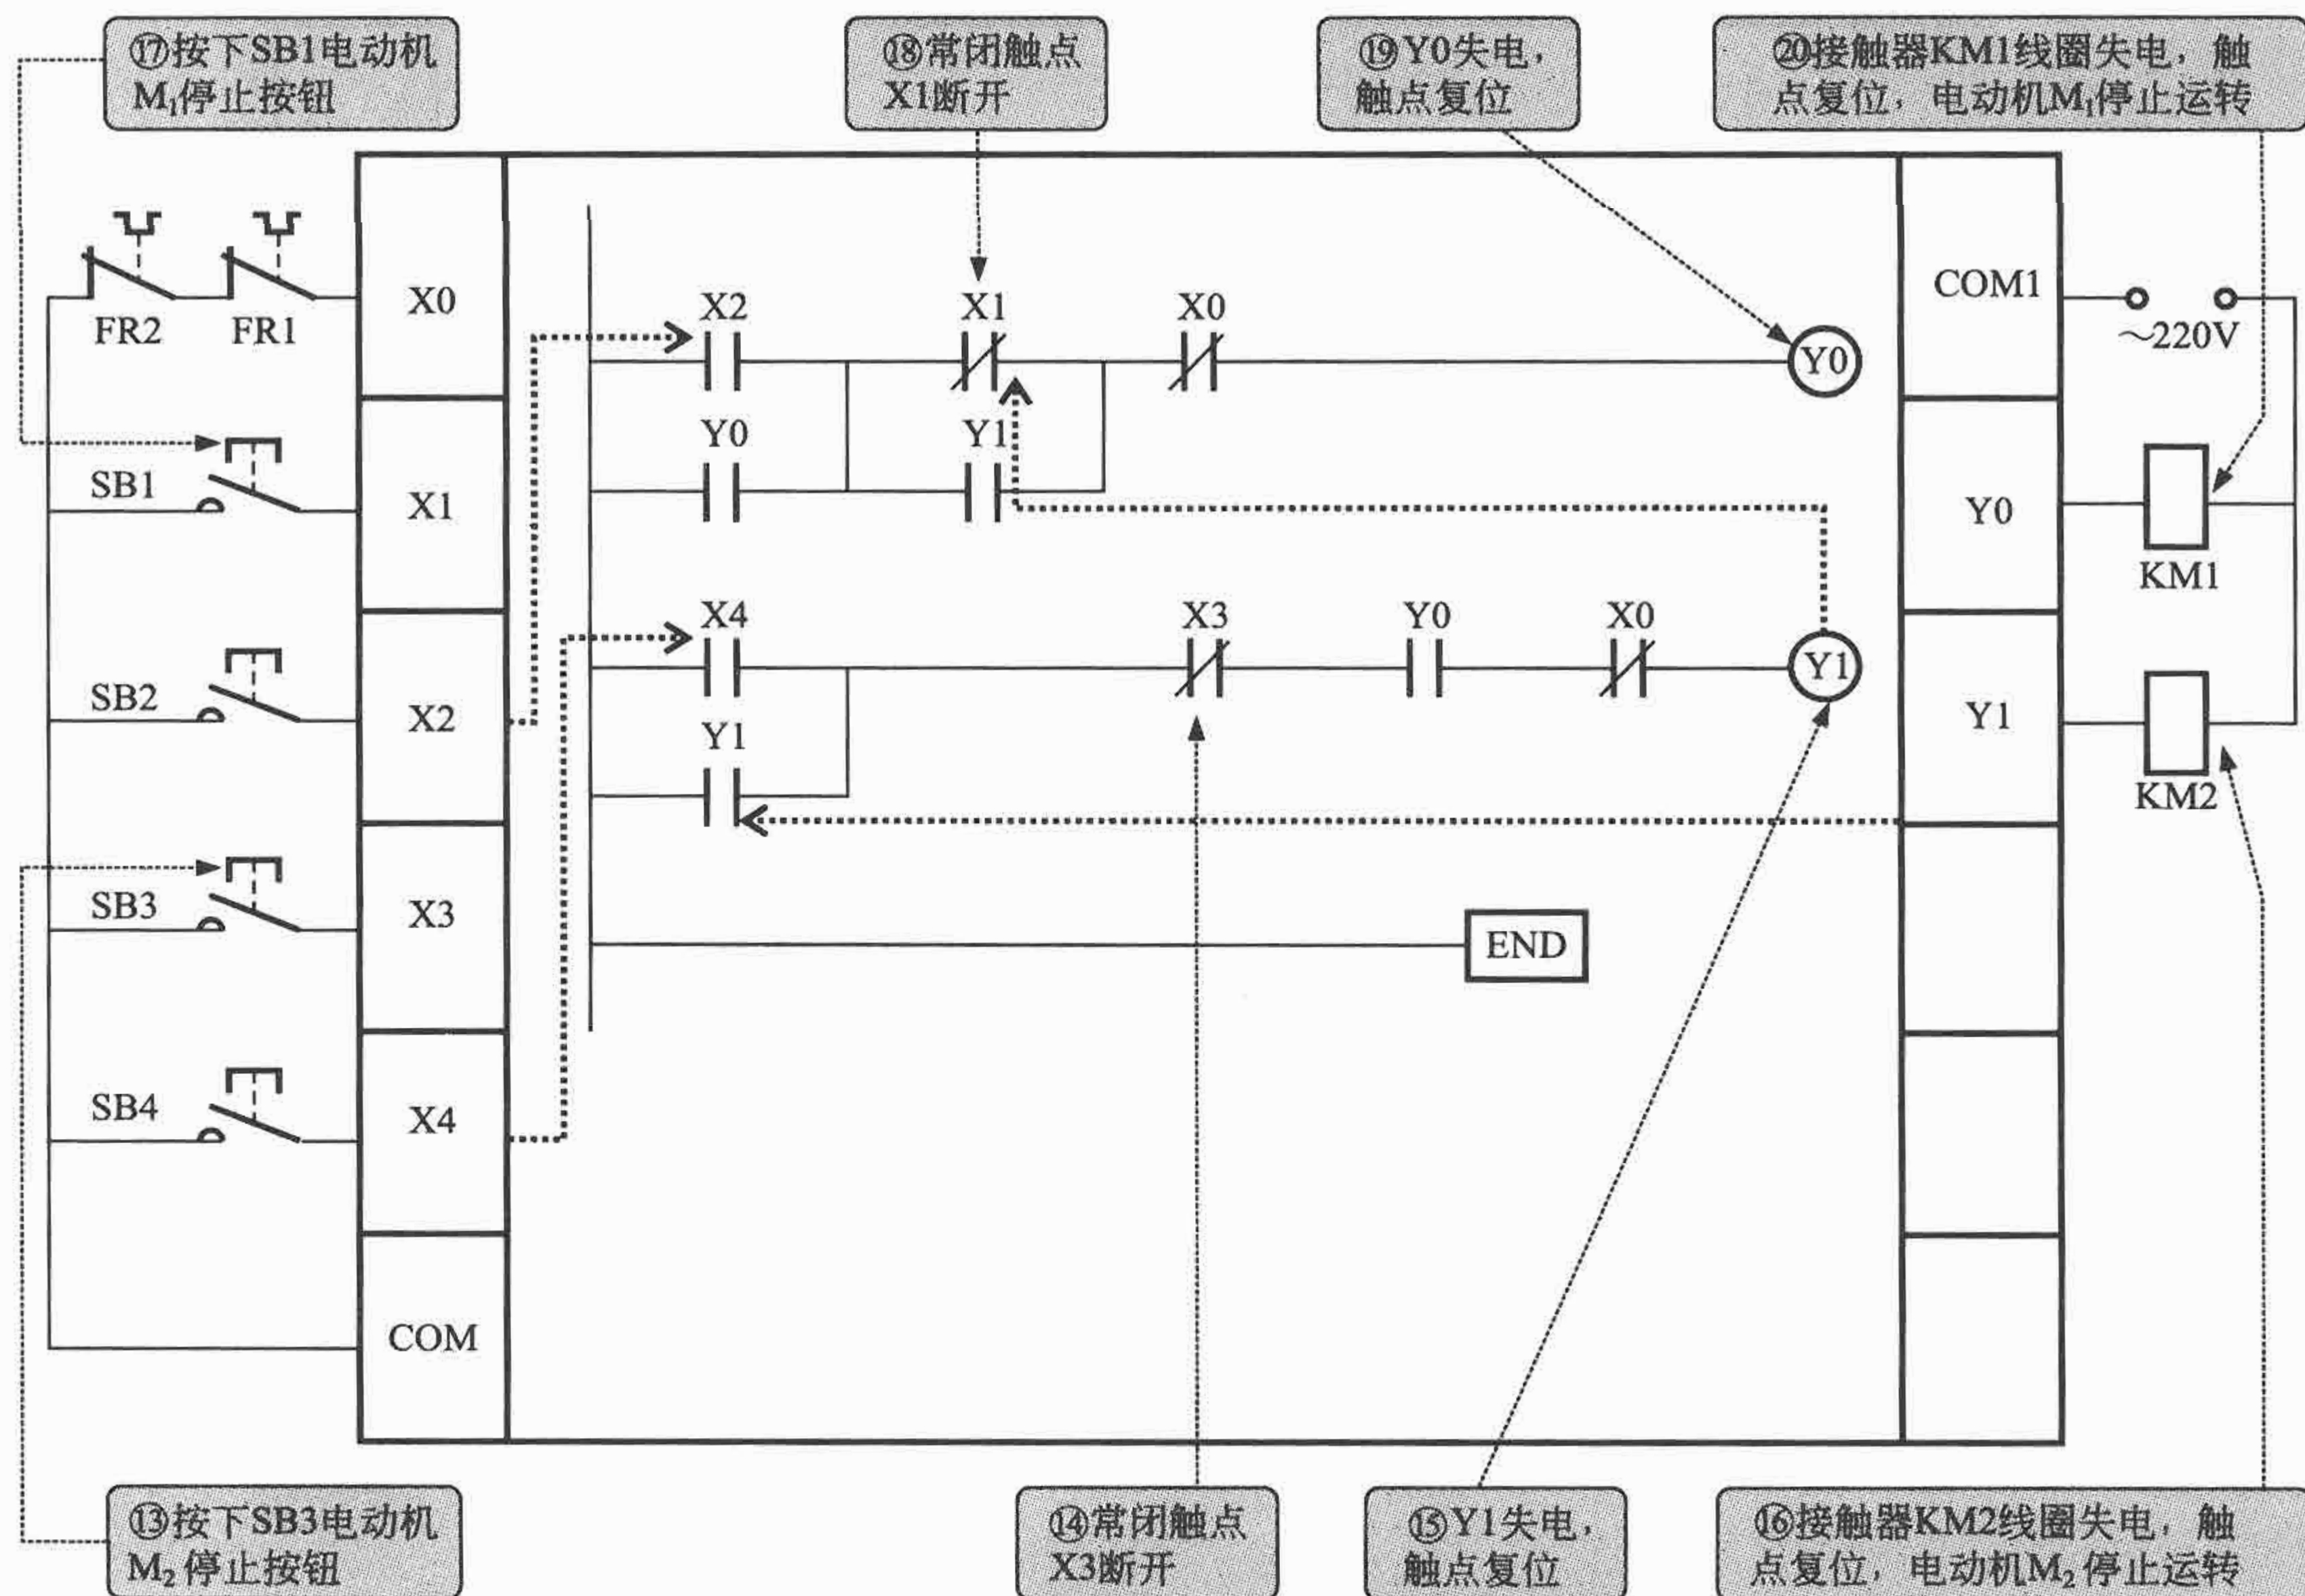 ⑰按下SB1电动机
M₁停止按钮
⑱常闭触点
X1断开
⑲Y0失电，
触点复位
⑳接触器KM1线圈失电，触
点复位，电动机M₁停止运转
FR2
FR1
X0
X2
X1
X0
Y0
COM1
～220V
SB1
X1
Y0
Y1
Y0
KM1
SB2
X2
X4
X3
Y0
X0
Y1
Y1
Y1
KM2
SB3
X3
END
SB4
X4
COM
⑬按下SB3电动机
M₂停止按钮
⑭常闭触点
X3断开
⑮Y1失电，
触点复位
⑯接触器KM2线圈失电，触
点复位，电动机M₂停止运转